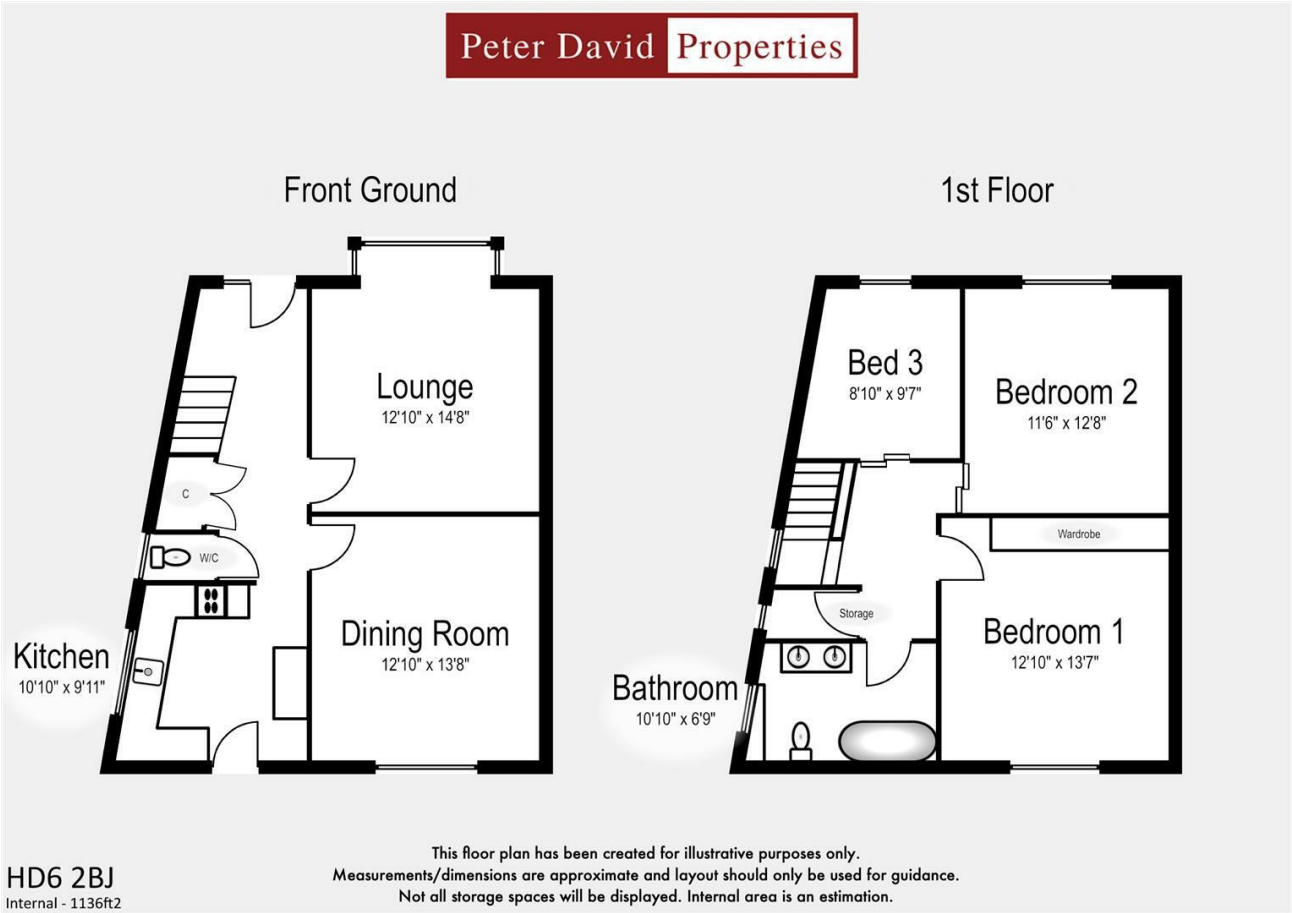 Peter David Properties
Front Ground
1st Floor
Lounge
12'10" x 14'8"
C
W/C
Kitchen
10'10" x 9'11"
Dining Room
12'10" x 13'8"
Bed 3
8'10" x 9'7"
Bedroom 2
11'6" x 12'8"
Wardrobe
Storage
Bedroom 1
12'10" x 13'7"
Bathroom
10'10" x 6'9"
This floor plan has been created for illustrative purposes only.
Measurements/dimensions are approximate and layout should only be used for guidance.
Not all storage spaces will be displayed. Internal area is an estimation.
HD6 2BJ
Internal - 1136ft2